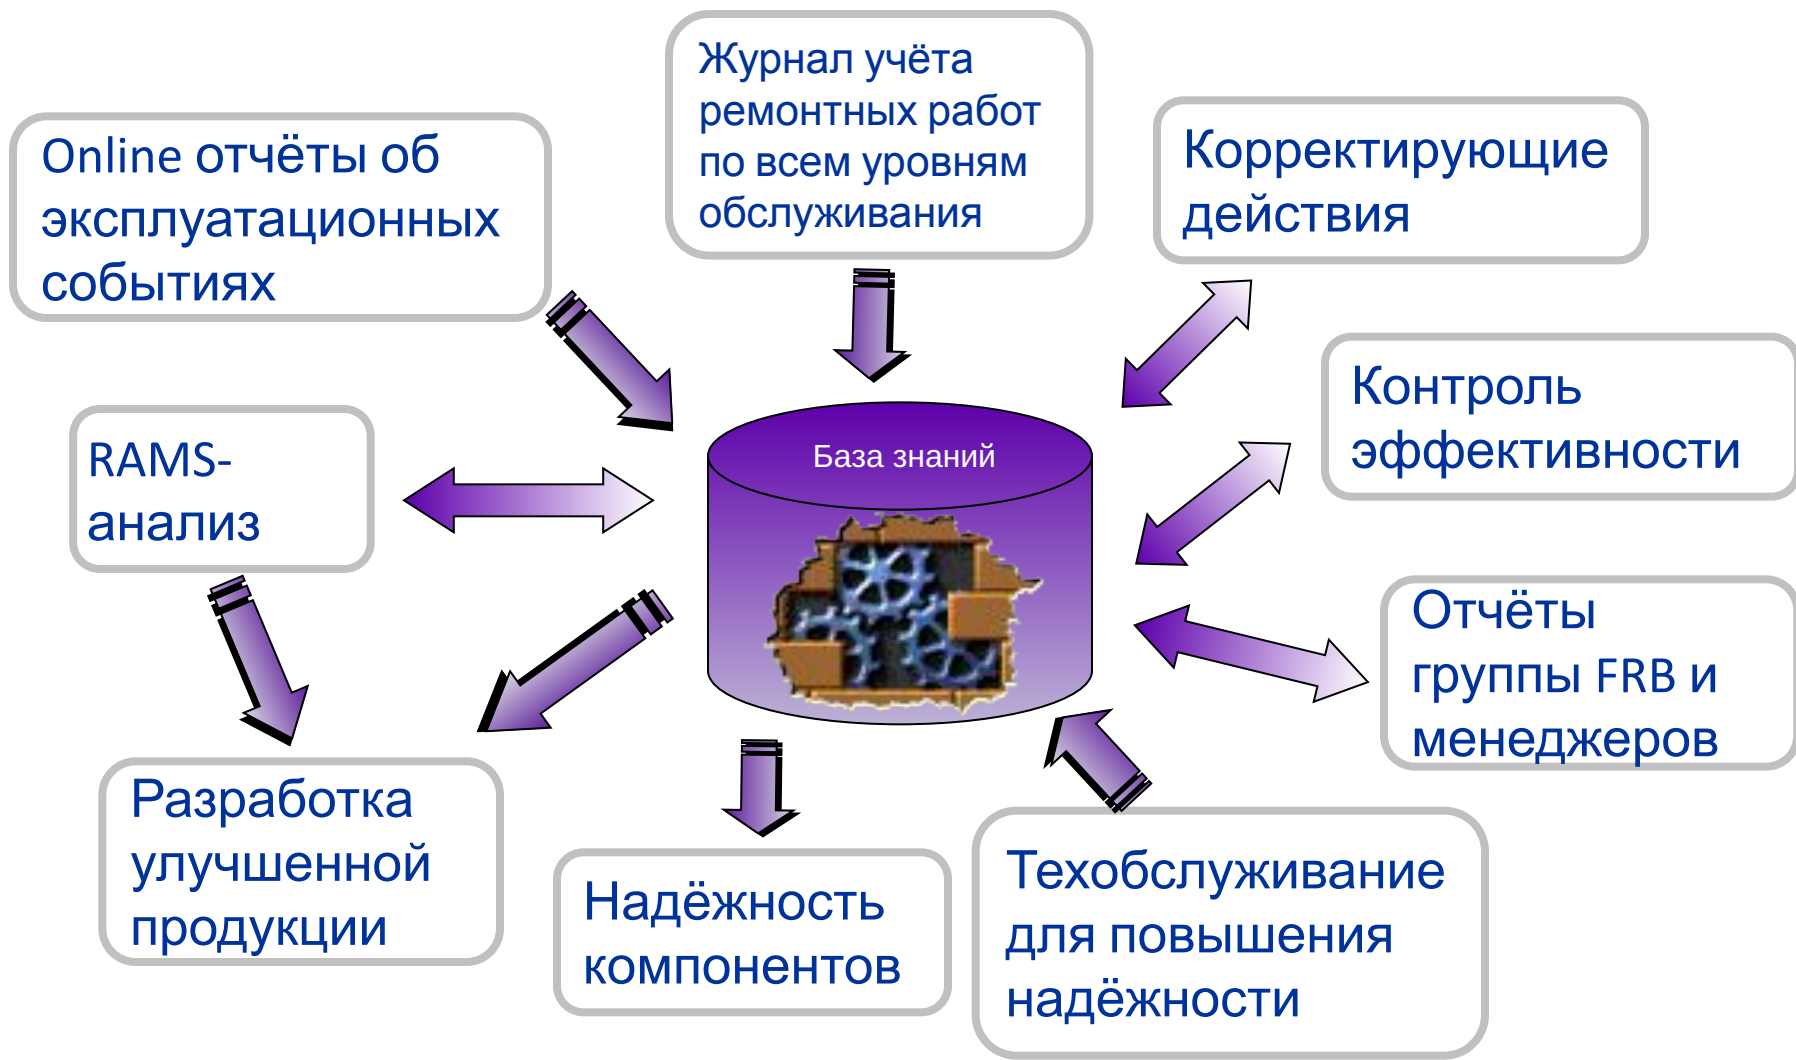 Журнал учёта
ремонтных работ
по всем уровням
обслуживания
Online отчёты об
эксплуатационных
событиях
Корректирующие
действия
Контроль
эффективности
RAMS-
анализ
База знаний
Отчёты
группы FRB и
менеджеров
Разработка
улучшенной
продукции
Надёжность
компонентов
Техобслуживание
для повышения
надёжности